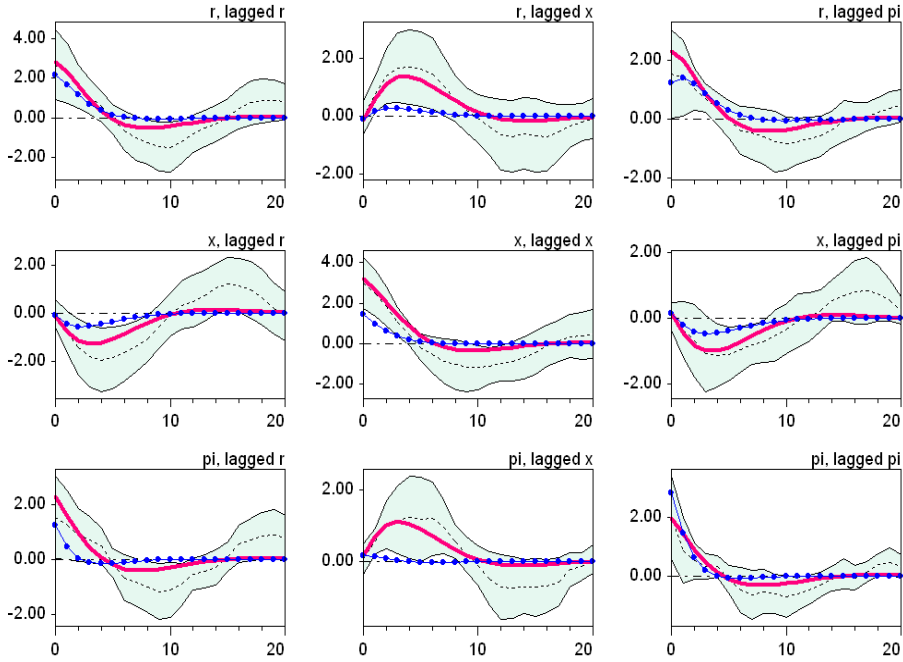 r, lagged r
4.00
2.00
0.00
-2.00
0 10 20
r, lagged x
2.00
0.00
-2.00
0 10 20
r, lagged pi
2.00
0.00
-2.00
0 10 20
x, lagged r
2.00
0.00
-2.00
0 10 20
x, lagged x
4.00
2.00
0.00
-2.00
0 10 20
x, lagged pi
2.00
0.00
-2.00
0 10 20
pi, lagged r
2.00
0.00
-2.00
0 10 20
pi, lagged x
2.00
0.00
0 10 20
pi, lagged pi
2.00
0.00
0 10 20